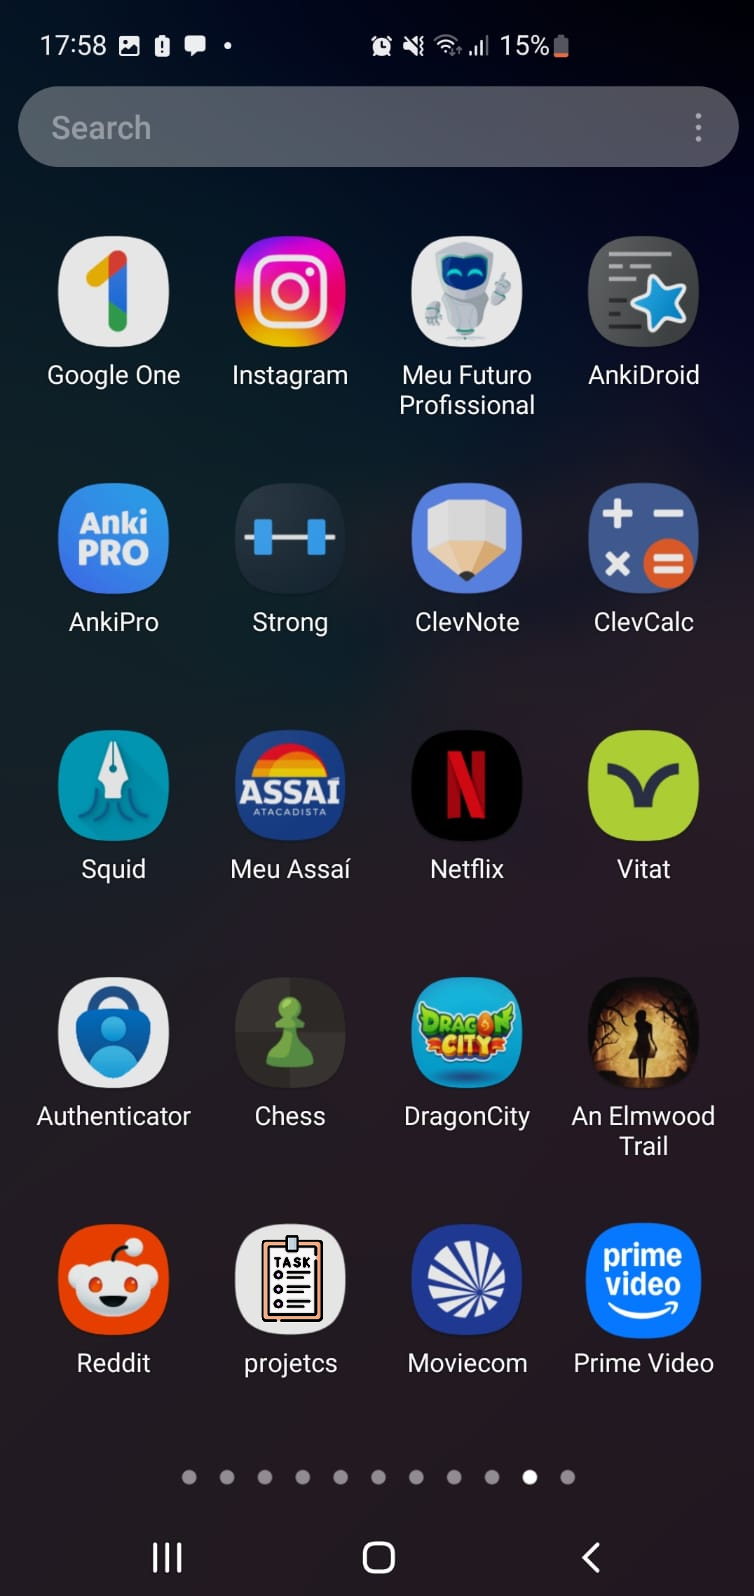 17:58 15%
Search
Google One Instagram Meu Futuro Profissional AnkiDroid
Anki PRO
AnkiPro Strong ClevNote ClevCalc
ASSAÍ ATACADISTA
Squid Meu Assaí Netflix Vitat
DRAGON CITY
Authenticator Chess DragonCity An Elmwood Trail
TASK prime video
Reddit projetcs Moviecom Prime Video